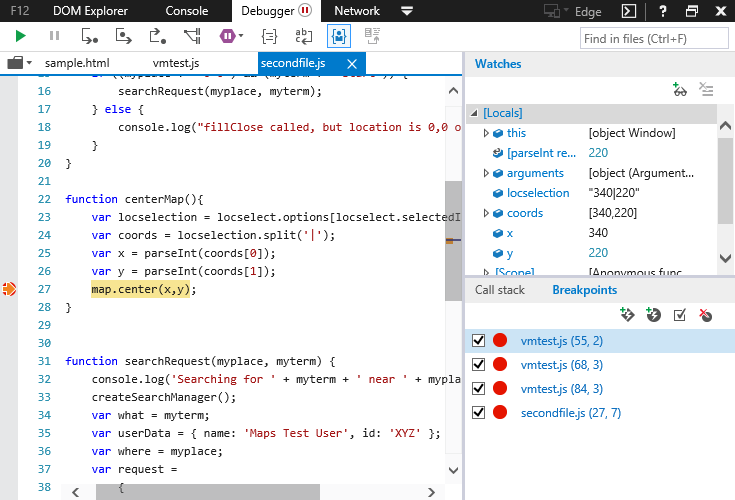 F12 DOM Explorer Console Debugger Network Edge ?
Find in files (Ctrl+F)
sample.html vmtest.js secondfile.js
16 searchRequest(myplace, myterm);
17 } else {
18 console.log("fillClose called, but location is 0,0 o
19 }
20 }
21
22 function centerMap(){
23 var locselection = locselect.options[locselect.selectedI
24 var coords = locselection.split('|');
25 var x = parseInt(coords[0]);
26 var y = parseInt(coords[1]);
27 map.center(x,y);
28 }
29
30
31 function searchRequest(myplace, myterm) {
32 console.log('Searching for ' + myterm + ' near ' + mypla
33 createSearchManager();
34 var what = myterm;
35 var userData = { name: 'Maps Test User', id: 'XYZ' };
36 var where = myplace;
37 var request =
38 {
Watches
[Locals]
this [object Window]
[parseInt re... 220
arguments [object (Argument...
locselection "340|220"
coords [340,220]
x 340
y 220
[Scope] [Anonymous func
Call stack Breakpoints
vmtest.js (55, 2)
vmtest.js (68, 3)
vmtest.js (84, 3)
secondfile.js (27, 7)